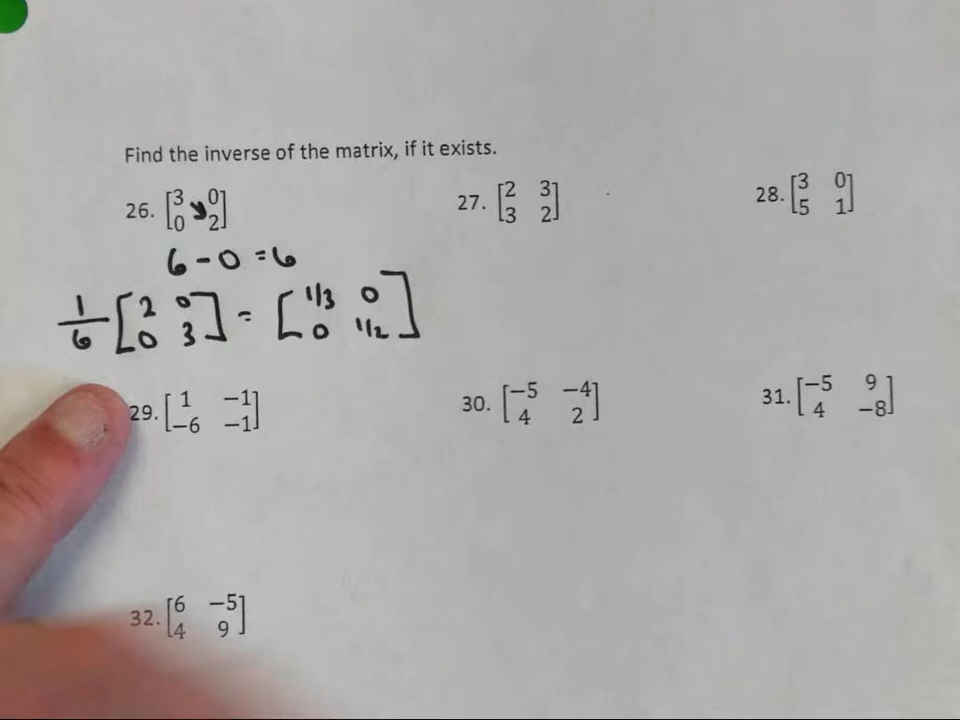 Find the inverse of the matrix, if it exists.
26. [3 0]
[0 2]
27. [2 3]
[3 2]
28. [3 0]
[5 1]
6 - 0 = 6
1/6 [2 0] = [1/3 0]
[0 3] [0 1/2]
29. [1 −1]
[−6 −1]
30. [−5 −4]
[4 2]
31. [−5 9]
[4 −8]
32. [6 −5]
[4 9]